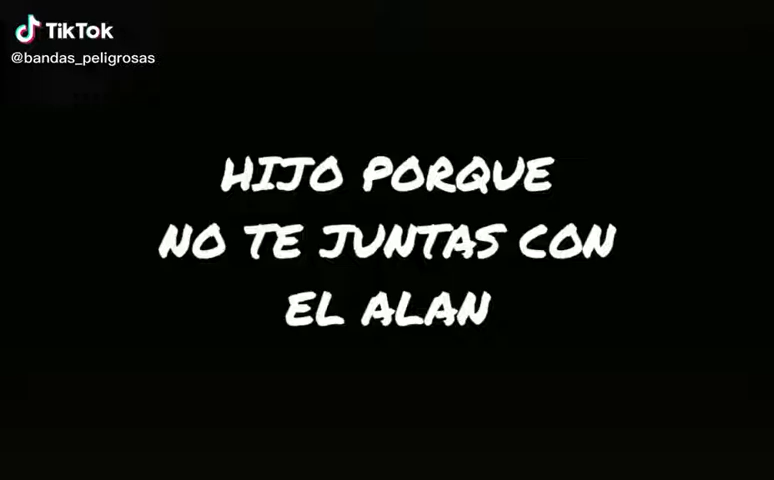 TikTok
@bandas_peligrosas
HIJO PORQUE
NO TE JUNTAS CON
EL ALAN